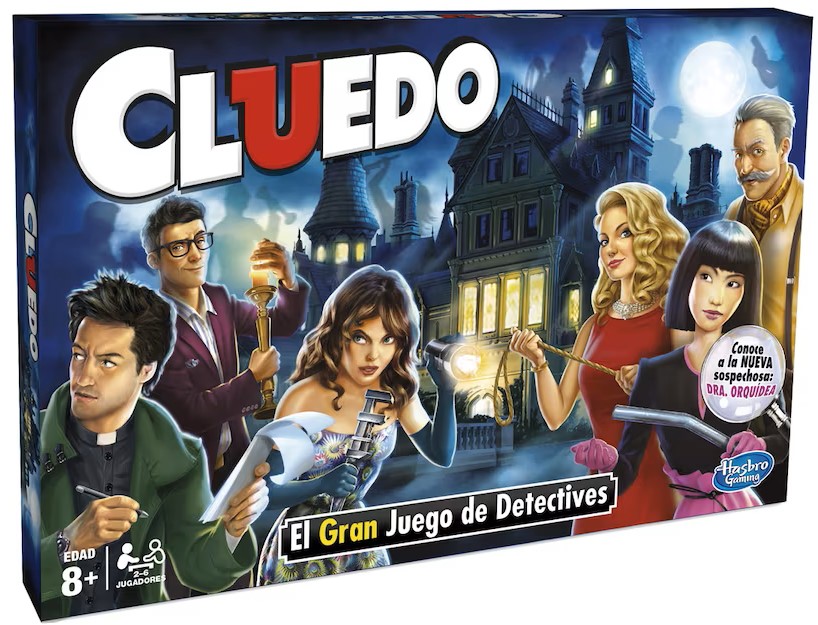 CLUEDO
CLUEDO
Conoce
a la NUEVA
sospechosa:
DRA. ORQUÍDEA
Hasbro
Gaming
El Gran Juego de Detectives
EDAD
8+
2-6
JUGADORES